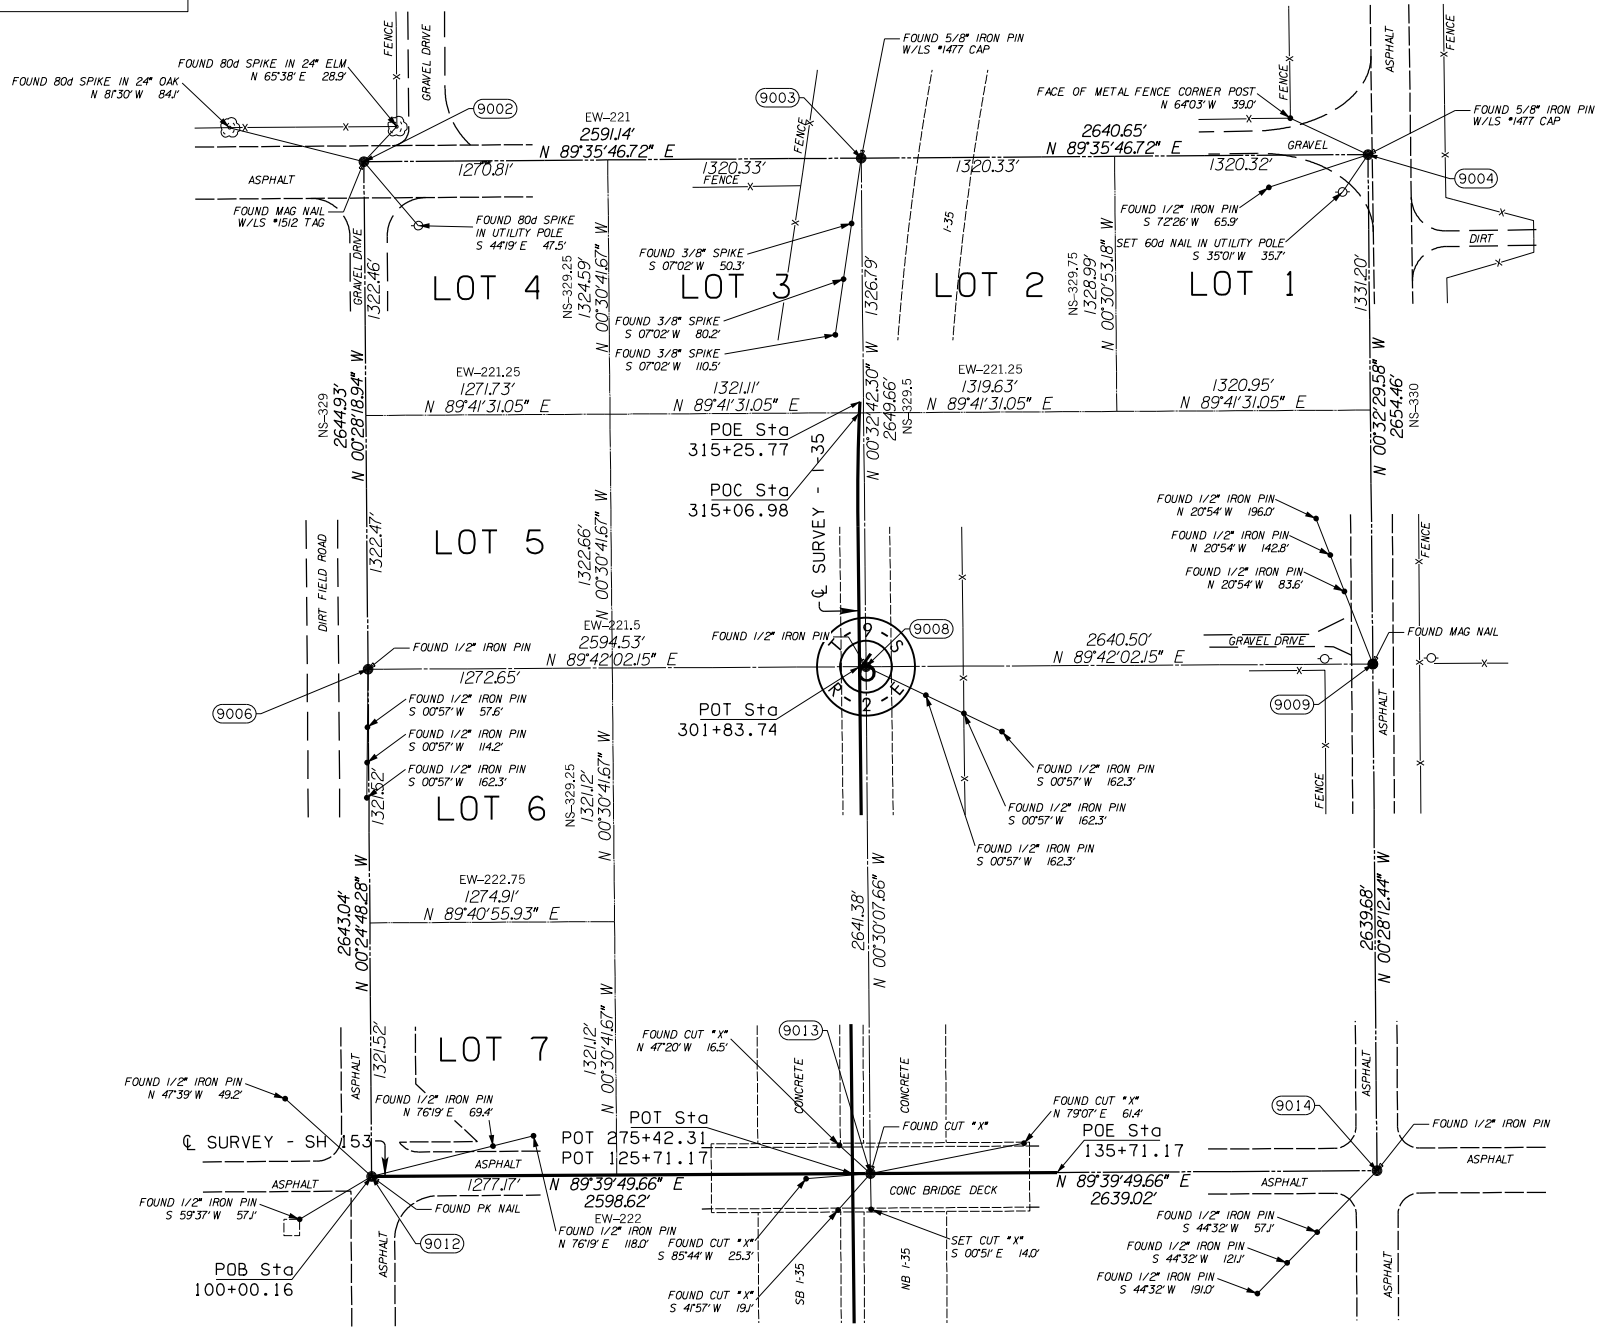 FENCE
GRAVEL DRIVE
FOUND 80d SPIKE IN 24" ELM
N 65°38' E 28.9'
FOUND 80d SPIKE IN 24" OAK
N 81°30' W 84.1'
9002
FOUND 5/8" IRON PIN
W/LS #1477 CAP
9003
FENCE
ASPHALT
FENCE
FENCE
FACE OF METAL FENCE CORNER POST
N 64°03' W 39.0'
FOUND 5/8" IRON PIN
W/LS #1477 CAP
9004
EW-221
2591.14'
N 89°35'46.72" E
1270.81'
1320.33'
FENCE
2640.65'
N 89°35'46.72" E
1320.33'
1320.32'
GRAVEL
ASPHALT
FOUND MAG NAIL
W/LS #1512 TAG
FOUND 80d SPIKE
IN UTILITY POLE
S 44°19' E 47.5'
GRAVEL DRIVE
I-35
FOUND 1/2" IRON PIN
S 72°26' W 65.9'
SET 60d NAIL IN UTILITY POLE
S 35°01' W 35.7'
DIRT
FOUND 3/8" SPIKE
S 07°02' W 50.3'
FOUND 3/8" SPIKE
S 07°02' W 80.2'
FOUND 3/8" SPIKE
S 07°02' W 110.5'
LOT 4
LOT 3
LOT 2
LOT 1
1322.46'
NS-329.25
1324.59'
N 00°30'41.67" W
1326.79'
NS-329.75
1328.99'
N 00°30'53.18" W
1331.20'
NS-329
2644.93'
N 00°28'18.94" W
N 00°32'42.30" W
2649.66'
NS-329.5
N 00°32'29.58" W
2654.46'
NS-330
EW-221.25
1271.73'
N 89°41'31.05" E
1321.11'
N 89°41'31.05" E
EW-221.25
1319.63'
N 89°41'31.05" E
1320.95'
N 89°41'31.05" E
POE Sta
315+25.77
POC Sta
315+06.98
℄ SURVEY - I-35
LOT 5
1322.47'
1322.66'
N 00°30'41.67" W
DIRT FIELD ROAD
FOUND 1/2" IRON PIN
N 20°54' W 196.0'
FOUND 1/2" IRON PIN
N 20°54' W 142.8'
FOUND 1/2" IRON PIN
N 20°54' W 83.6'
FENCE
FOUND 1/2" IRON PIN
EW-221.5
2594.53'
N 89°42'02.15" E
1272.65'
FOUND 1/2" IRON PIN
9008
6
R-2-E
2640.50'
N 89°42'02.15" E
GRAVEL DRIVE
FOUND MAG NAIL
9006
9009
ASPHALT
FENCE
POT Sta
301+83.74
FOUND 1/2" IRON PIN
S 00°57' W 57.6'
FOUND 1/2" IRON PIN
S 00°57' W 114.2'
FOUND 1/2" IRON PIN
S 00°57' W 162.3'
FOUND 1/2" IRON PIN
S 00°57' W 162.3'
FOUND 1/2" IRON PIN
S 00°57' W 162.3'
FOUND 1/2" IRON PIN
S 00°57' W 162.3'
LOT 6
1321.52'
NS-329.25
1321.12'
N 00°30'41.67" W
EW-222.75
1274.91'
N 89°40'55.93" E
2643.04'
N 00°24'48.28" W
2641.38'
N 00°30'07.66" W
2639.68'
N 00°28'12.44" W
LOT 7
1321.52'
1321.12'
N 00°30'41.67" W
FOUND CUT "X"
N 47°20' W 16.5'
9013
CONCRETE
CONCRETE
FOUND CUT "X"
FOUND CUT "X"
N 79°07' E 61.4'
9014
FOUND 1/2" IRON PIN
FOUND 1/2" IRON PIN
N 47°39' W 49.2'
FOUND 1/2" IRON PIN
N 76°19' E 69.4'
ASPHALT
ASPHALT
POT Sta
POT 275+42.31
POT 125+71.17
POE Sta
135+71.17
℄ SURVEY - SH 153
ASPHALT
ASPHALT
ASPHALT
ASPHALT
1277.17'
N 89°39'49.66" E
2598.62'
EW-222
CONC BRIDGE DECK
N 89°39'49.66" E
2639.02'
FOUND 1/2" IRON PIN
S 59°37' W 57.1'
FOUND PK NAIL
9012
FOUND 1/2" IRON PIN
N 76°19' E 118.0'
FOUND CUT "X"
S 85°44' W 25.3'
SET CUT "X"
S 00°51' E 14.0'
FOUND CUT "X"
S 41°57' W 19.1'
SB I-35
NB I-35
FOUND 1/2" IRON PIN
S 44°32' W 57.1'
FOUND 1/2" IRON PIN
S 44°32' W 121.1'
FOUND 1/2" IRON PIN
S 44°32' W 191.0'
ASPHALT
ASPHALT
POB Sta
100+00.16